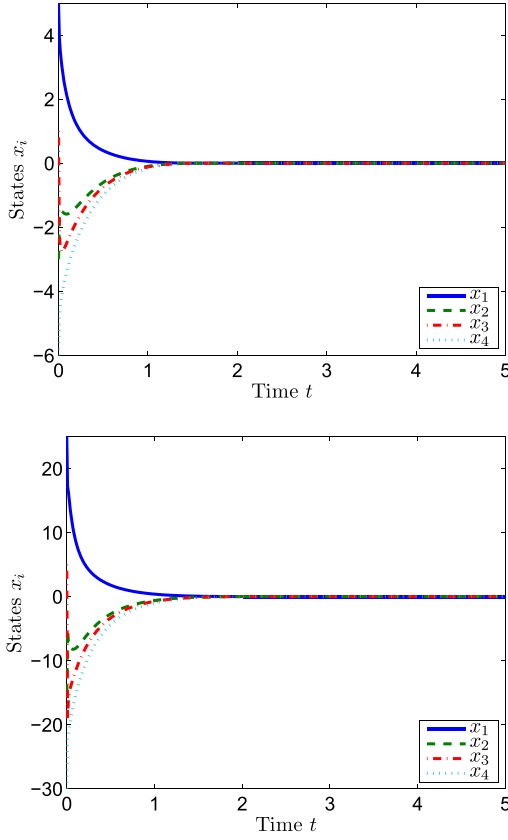 4
2
0
−2
−4
−6
0 1 2 3 4 5
States x_i
Time t
x_1
x_2
x_3
x_4
20
10
0
−10
−20
−30
0 1 2 3 4 5
States x_i
Time t
x_1
x_2
x_3
x_4